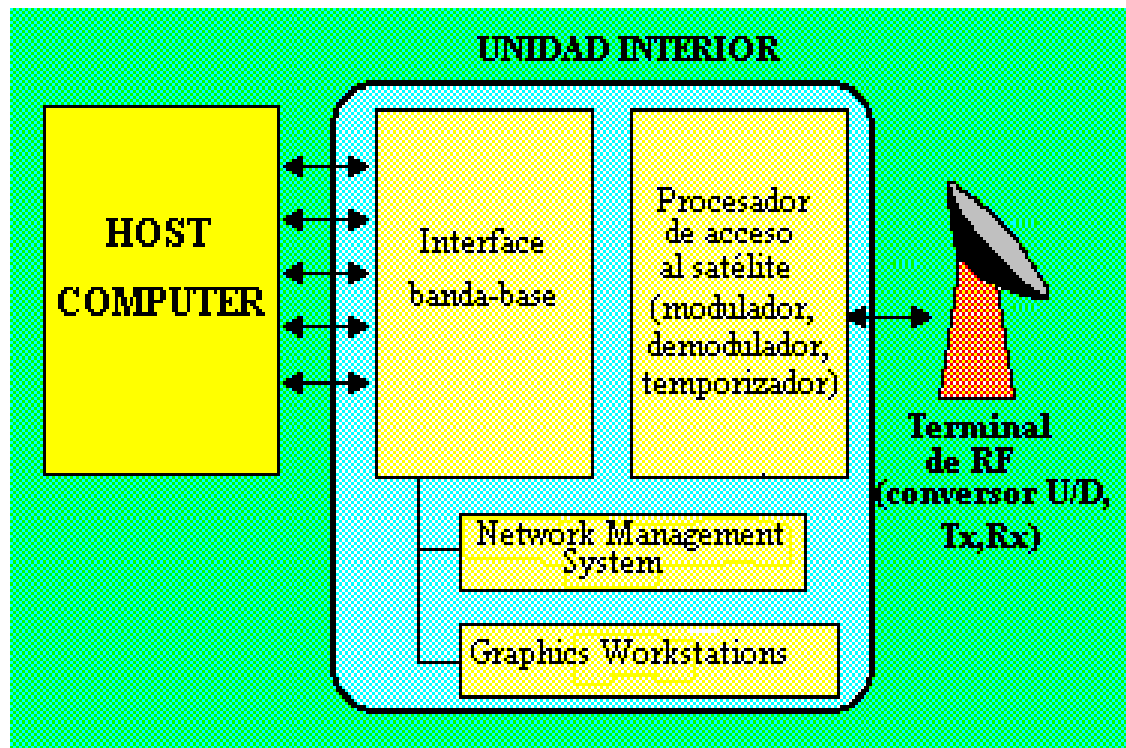 UNIDAD INTERIOR
HOST
COMPUTER
Interface
banda-base
Procesador
de acceso
al satélite
(modulador,
demodulador,
temporizador)
Terminal
de RF
(conversor U/D,
Tx,Rx)
Network Management
System
Graphics Workstations